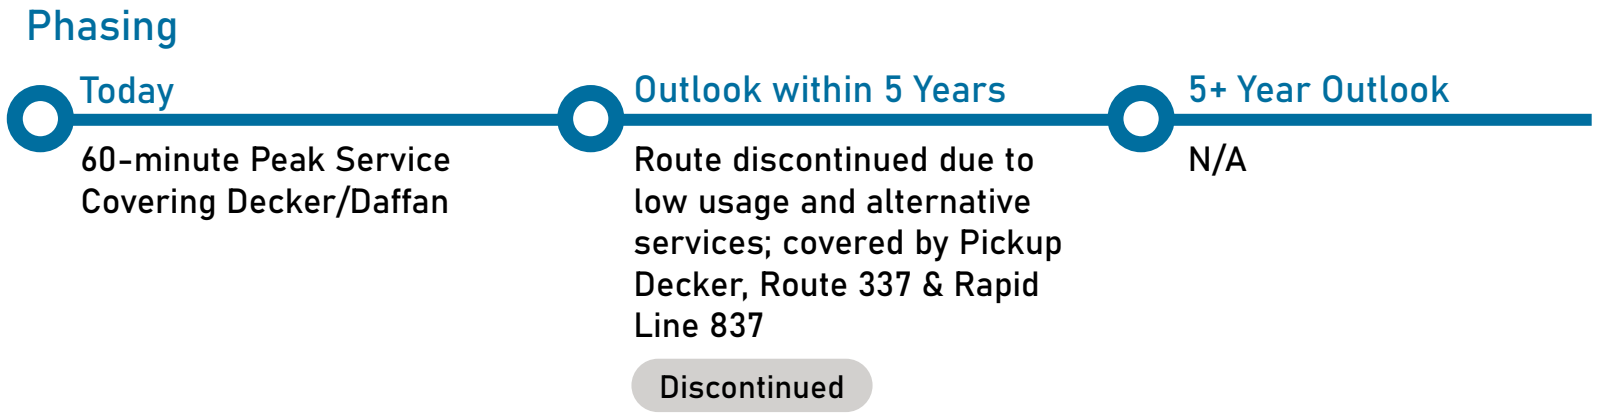 Phasing
Today
60-minute Peak Service
Covering Decker/Daffan
Outlook within 5 Years
Route discontinued due to
low usage and alternative
services; covered by Pickup
Decker, Route 337 & Rapid
Line 837
Discontinued
5+ Year Outlook
N/A